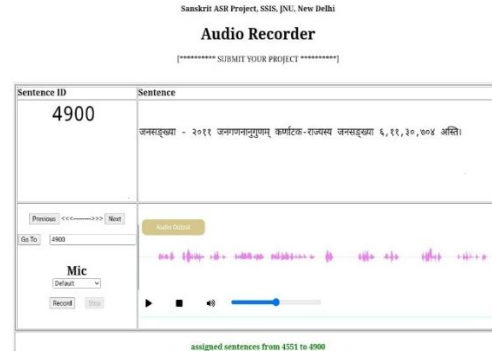 Sanskrit ASR Project, SSIS, JNU, New Delhi
Audio Recorder
[********** SUBMIT YOUR PROJECT **********]
Sentence ID
Sentence
4900
जनसङ्ख्या - २०११ जनगणनानुगुणम् कर्णाटक-राज्यस्य जनसङ्ख्या ६,११,३०,७०४ अस्ति।
Previous <<<-------->>> Next
Go To 4900
Audio Output
Mic
Default
Record Stop
assigned sentences from 4551 to 4900